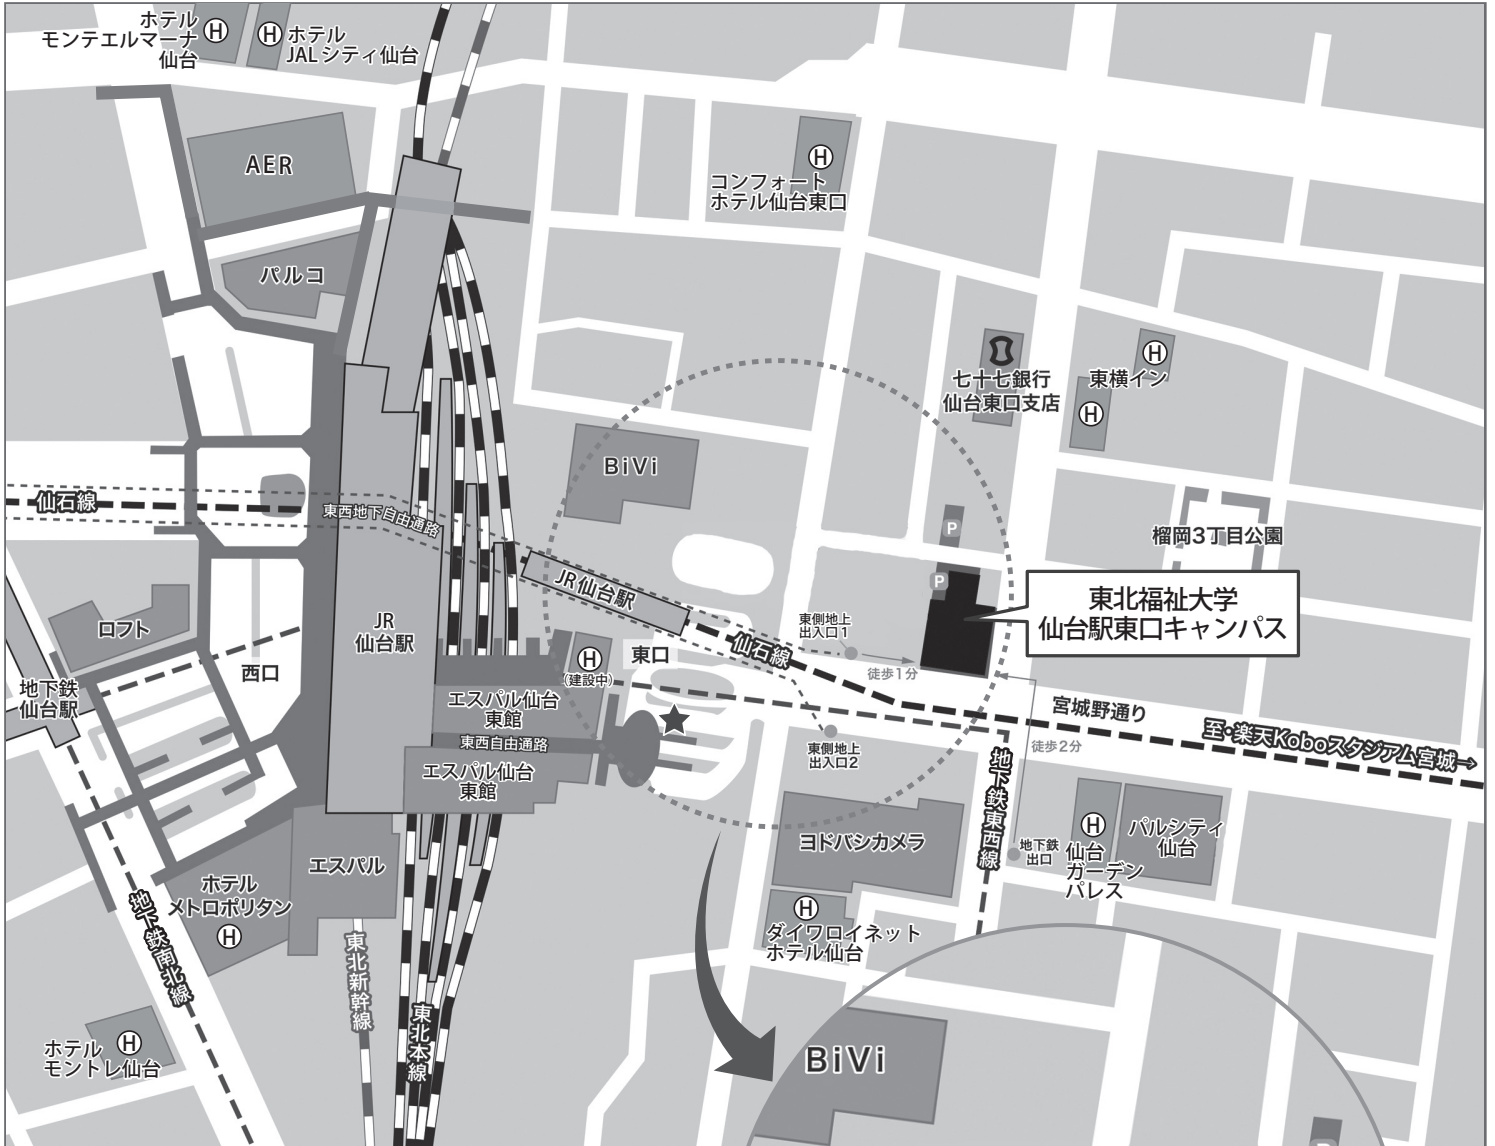 ホテル
モンテエルマーナ
仙台
H
H
ホテル
JALシティ仙台
AER
H
コンフォート
ホテル仙台東口
パルコ
七十七銀行
仙台東口支店
H
東横イン
H
BiVi
仙石線
東西地下自由通路
P
榴岡3丁目公園
JR仙台駅
P
東北福祉大学
仙台駅東口キャンパス
ロフト
JR
仙台駅
東側地上
出入口1
徒歩1分
仙石線
東口
H
(建設中)
西口
地下鉄
仙台駅
エスパル仙台
東館
宮城野通り
至・楽天Koboスタジアム宮城→
東西自由通路
東側地上
出入口2
徒歩2分
エスパル仙台
東館
地下鉄東西線
ヨドバシカメラ
地下鉄
出口
H
仙台
ガーデン
パレス
パルシティ
仙台
エスパル
ホテル
メトロポリタン
H
地下鉄南北線
H
ダイワロイネット
ホテル仙台
東北新幹線
東北本線
H
ホテル
モントレ仙台
BiVi